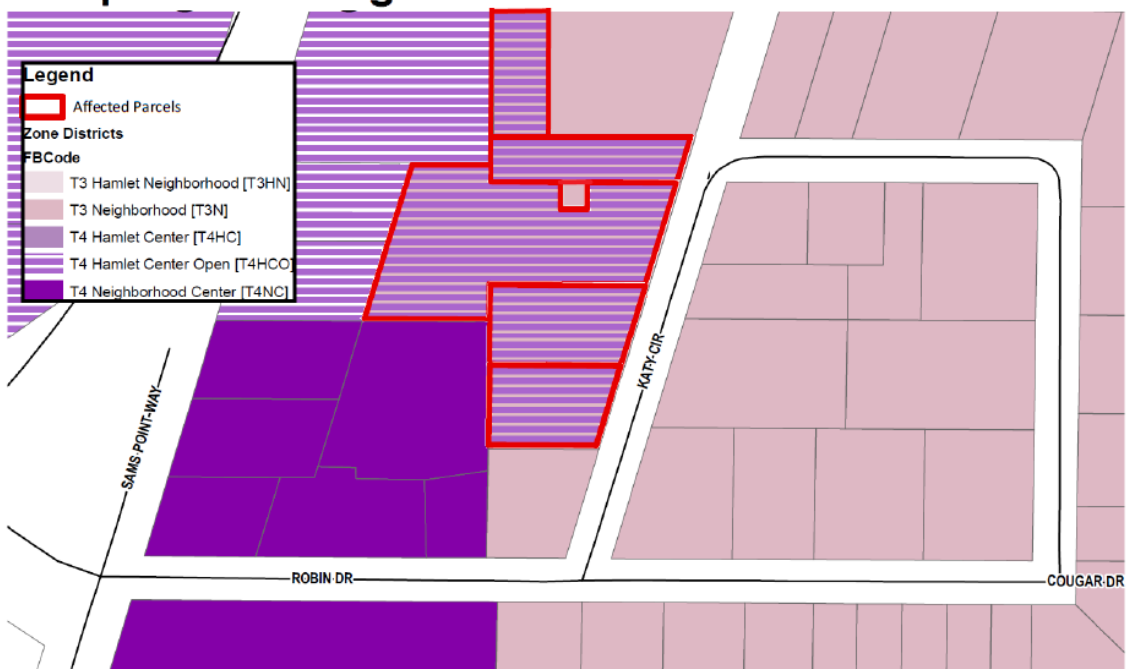 Legend
Affected Parcels
Zone Districts
FBCode
T3 Hamlet Neighborhood [T3HN]
T3 Neighborhood [T3N]
T4 Hamlet Center [T4HC]
T4 Hamlet Center Open [T4HCO]
T4 Neighborhood Center [T4NC]
KATY CIR
SAMS POINT WAY
ROBIN DR
COUGAR DR